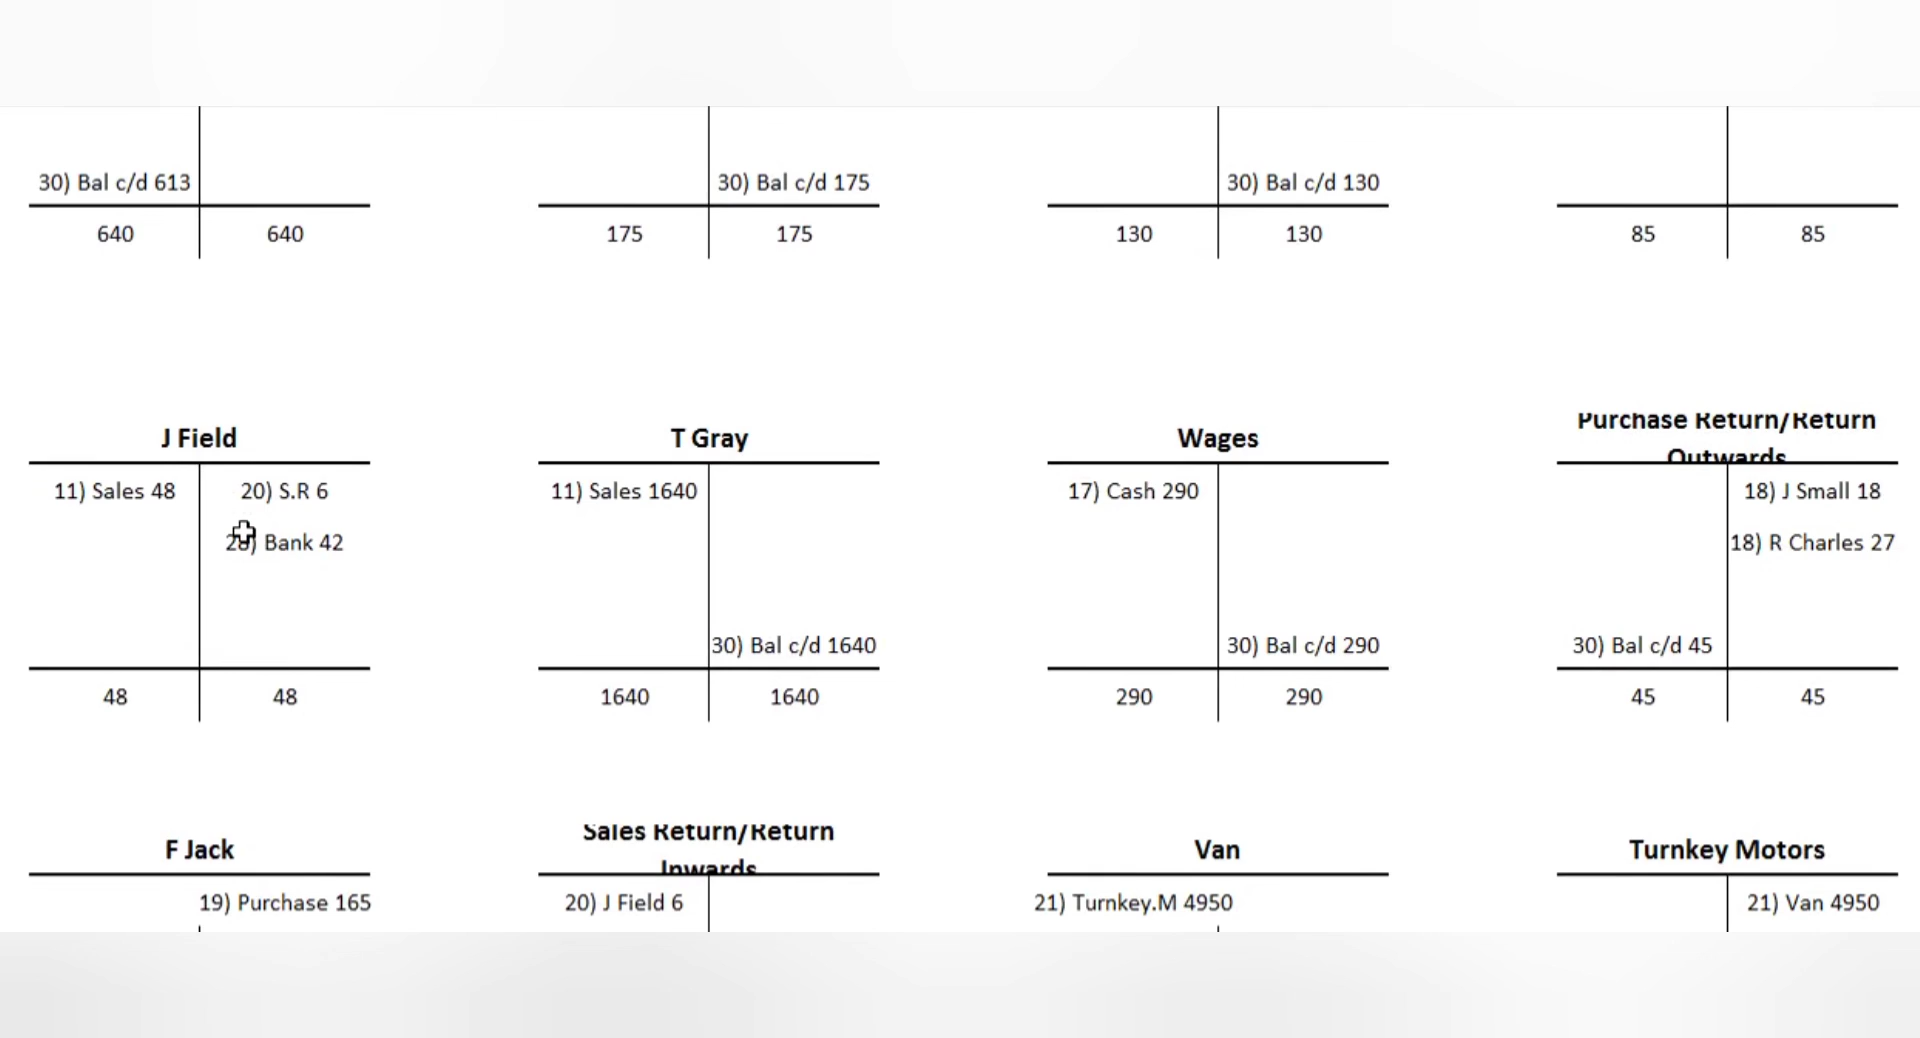 30) Bal c/d 613
30) Bal c/d 175
30) Bal c/d 130
640 640
175 175
130 130
85 85
J Field
11) Sales 48 20) S.R 6
28) Bank 42
48 48
T Gray
11) Sales 1640
30) Bal c/d 1640
1640 1640
Wages
17) Cash 290
30) Bal c/d 290
290 290
Purchase Return/Return
Outwards
18) J Small 18
18) R Charles 27
30) Bal c/d 45
45 45
F Jack
19) Purchase 165
Sales Return/Return
Inwards
20) J Field 6
Van
21) Turnkey.M 4950
Turnkey Motors
21) Van 4950